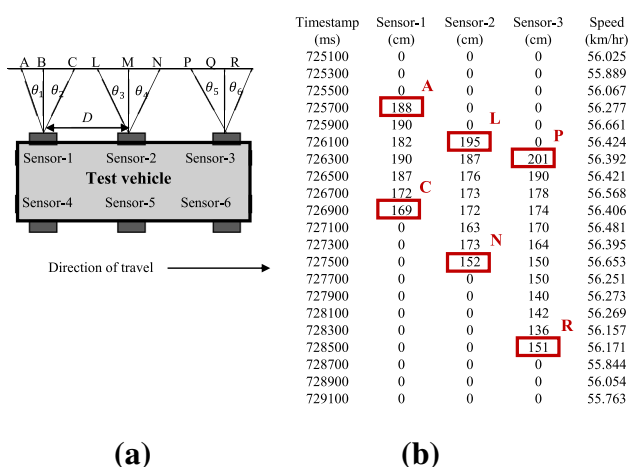 A B C L M N P Q R
θ1 θ2 θ3 θ4 θ5 θ6
D
Sensor-1 Sensor-2 Sensor-3
Test vehicle
Sensor-4 Sensor-5 Sensor-6
Direction of travel
(a)
Timestamp Sensor-1 Sensor-2 Sensor-3 Speed
(ms) (cm) (cm) (cm) (km/hr)
725100 0 0 0 56.025
725300 0 0 0 55.889
725500 0 0 0 56.067
A
725700 188 0 0 56.277
725900 190 0 0 56.661
L
726100 182 195 0 56.424
P
726300 190 187 201 56.392
726500 187 176 190 56.421
C
726700 172 173 178 56.568
726900 169 172 174 56.406
727100 0 163 170 56.481
N
727300 0 173 164 56.395
727500 0 152 150 56.653
727700 0 0 150 56.251
727900 0 0 140 56.273
728100 0 0 142 56.269
R
728300 0 0 136 56.157
728500 0 0 151 56.171
728700 0 0 0 55.844
728900 0 0 0 56.054
729100 0 0 0 55.763
(b)